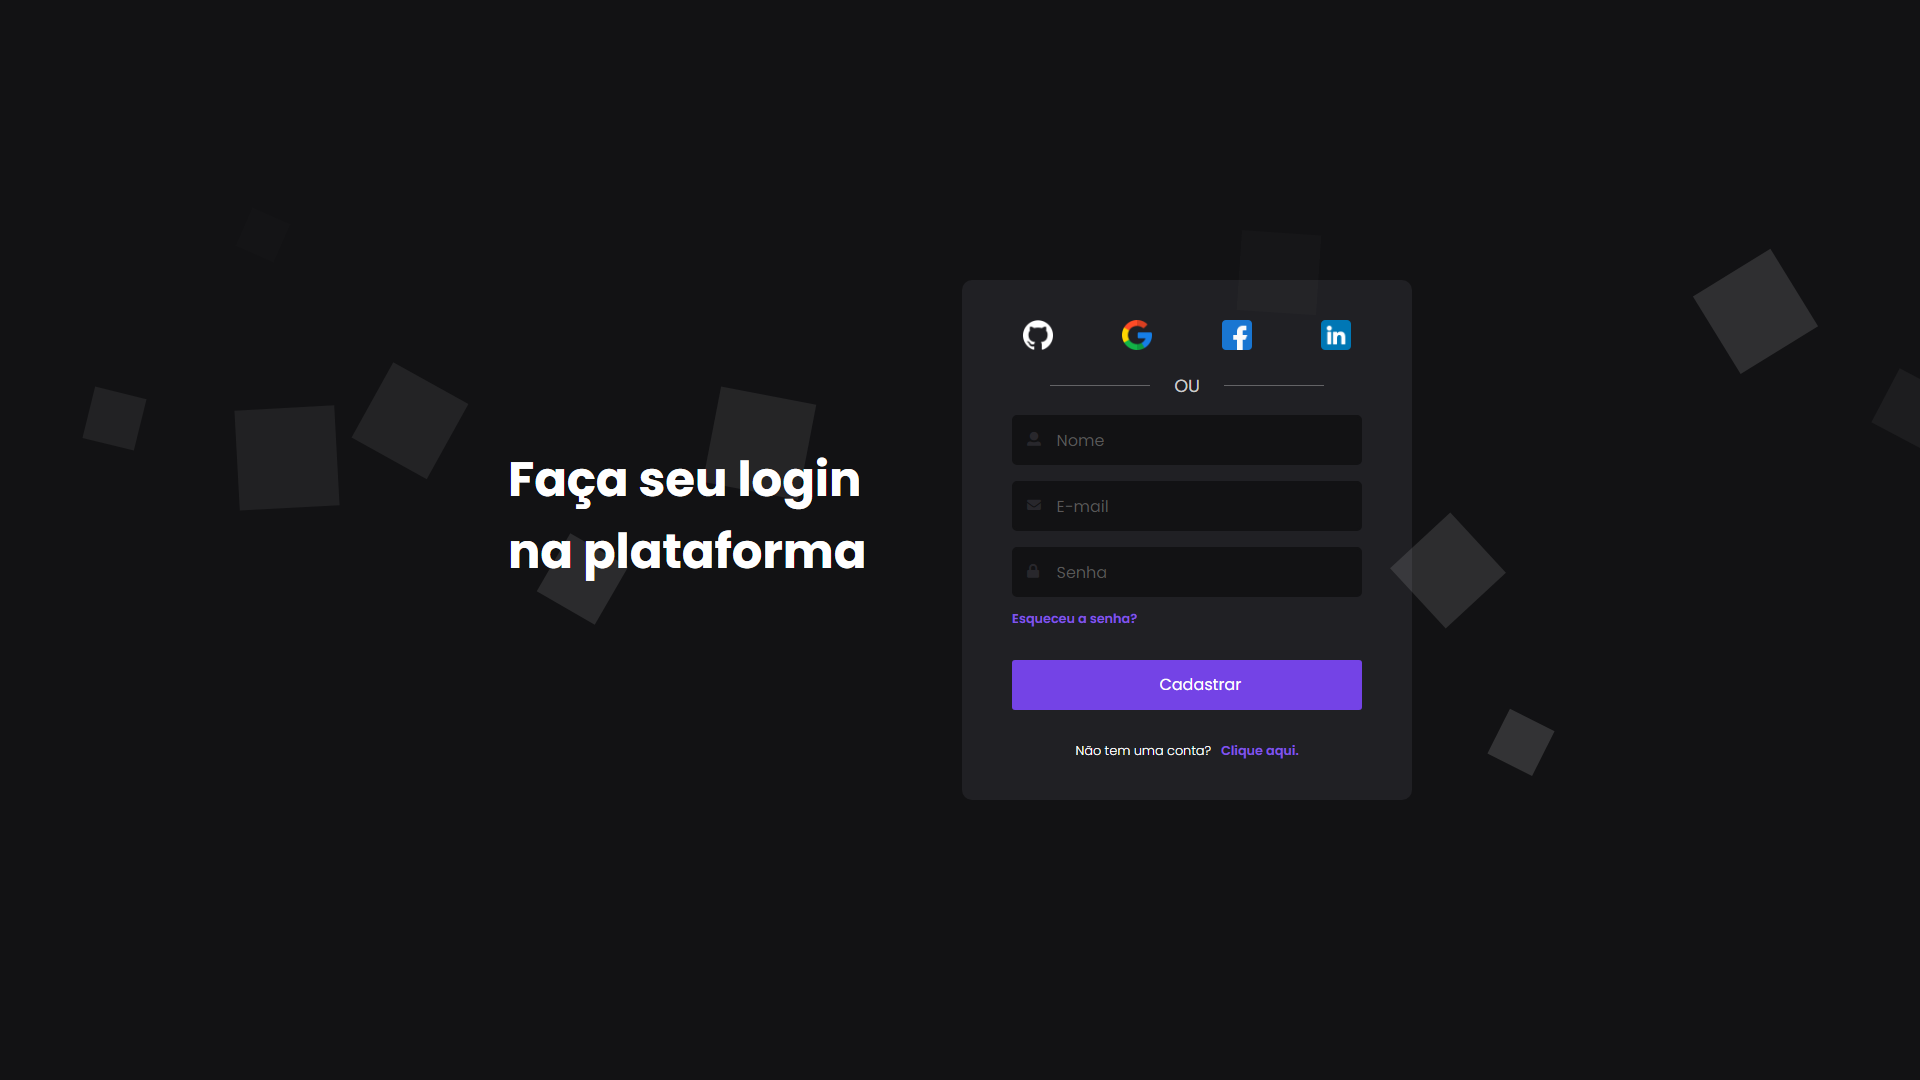 Faça seu login
na plataforma
OU
Nome
E-mail
Senha
Esqueceu a senha?
Cadastrar
Não tem uma conta? Clique aqui.